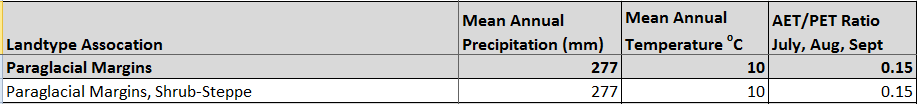 Landtype Assocation Mean Annual Precipitation (mm) Mean Annual Temperature °C AET/PET Ratio July, Aug, Sept
Paraglacial Margins 277 10 0.15
Paraglacial Margins, Shrub-Steppe 277 10 0.15